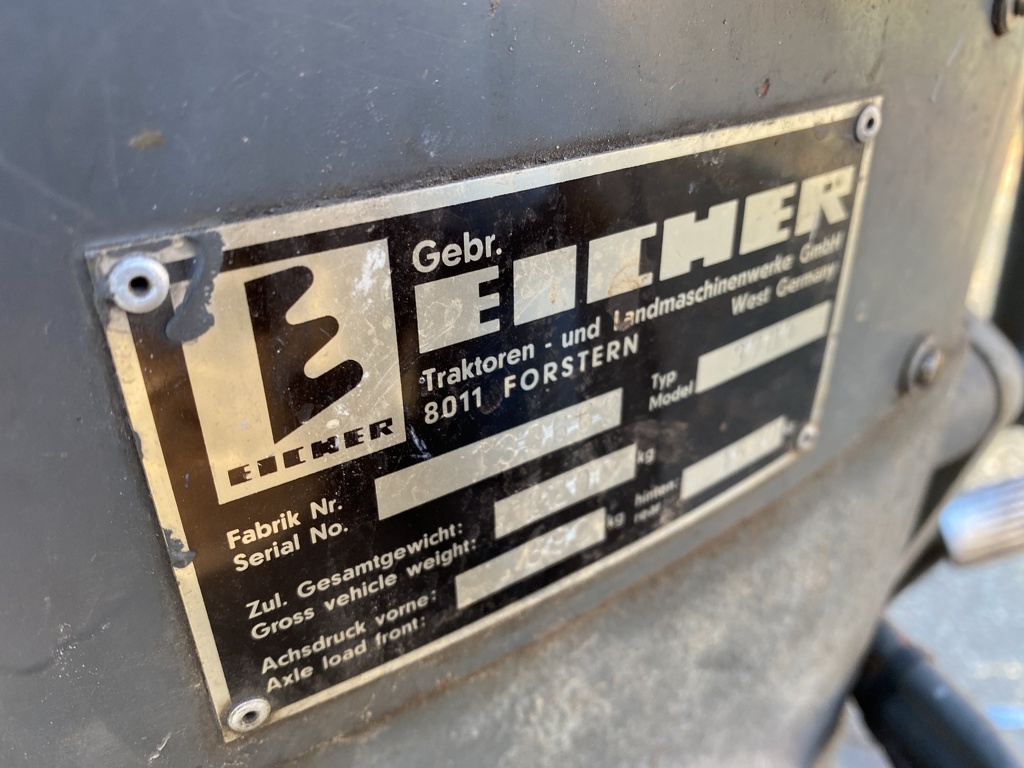 EICHER
Gebr.
EICHER
Traktoren - und Landmaschinenwerke GmbH
8011 FORSTERN West Germany
Typ
Model
Fabrik Nr.
Serial No.
Zul. Gesamtgewicht: kg
Gross vehicle weight:
Achsdruck vorne: kg hinten:
Axle load front: rear